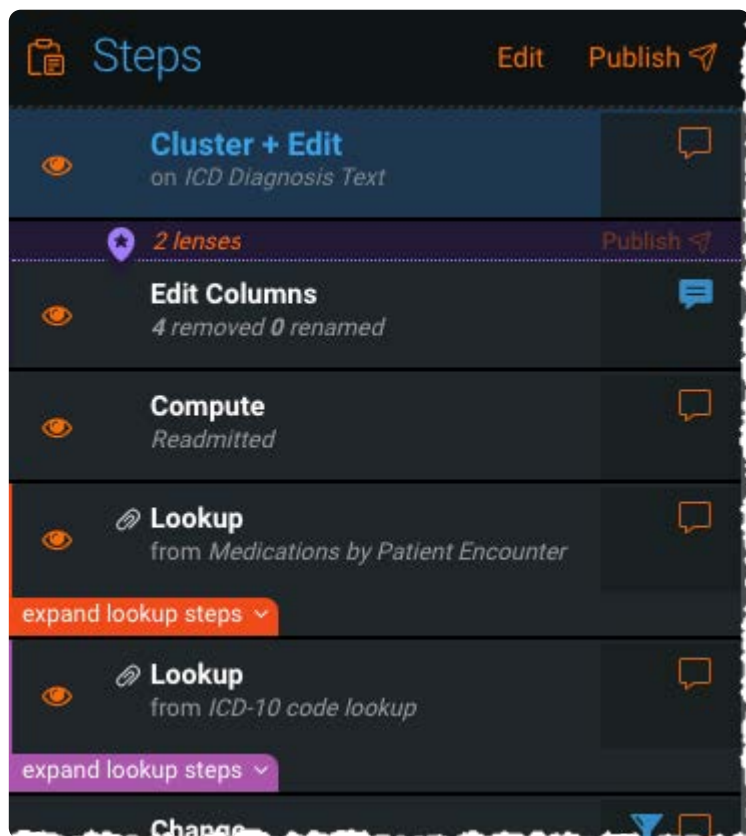 Steps Edit Publish
Cluster + Edit
on ICD Diagnosis Text
2 lenses Publish
Edit Columns
4 removed 0 renamed
Compute
Readmitted
Lookup
from Medications by Patient Encounter
expand lookup steps
Lookup
from ICD-10 code lookup
expand lookup steps
Change